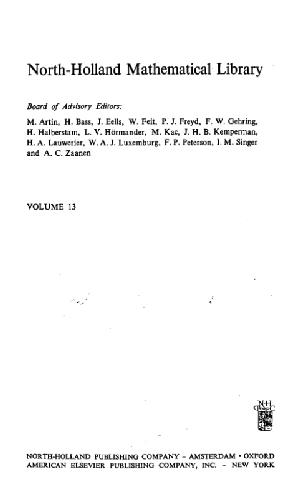 North-Holland Mathematical Library
Board of Advisory Editors:
M. Artin, H. Bass, J. Eells, W. Feit, P. J. Freyd, F. W. Gehring,
H. Halberstam, L. V. Hörmander, M. Kac, J. H. B. Kemperman,
H. A. Lauwerier, W. A. J. Luxemburg, F. P. Peterson, I. M. Singer
and A. C. Zaanen
VOLUME 13
NORTH-HOLLAND PUBLISHING COMPANY – AMSTERDAM · OXFORD
AMERICAN ELSEVIER PUBLISHING COMPANY, INC. – NEW YORK